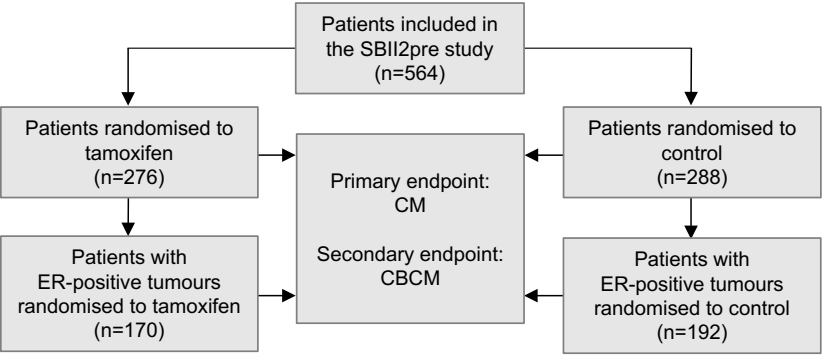 Patients included in
the SBII2pre study
(n=564)
Patients randomised to
tamoxifen
(n=276)
Patients randomised to
control
(n=288)
Primary endpoint:
CM
Secondary endpoint:
CBCM
Patients with
ER-positive tumours
randomised to tamoxifen
(n=170)
Patients with
ER-positive tumours
randomised to control
(n=192)